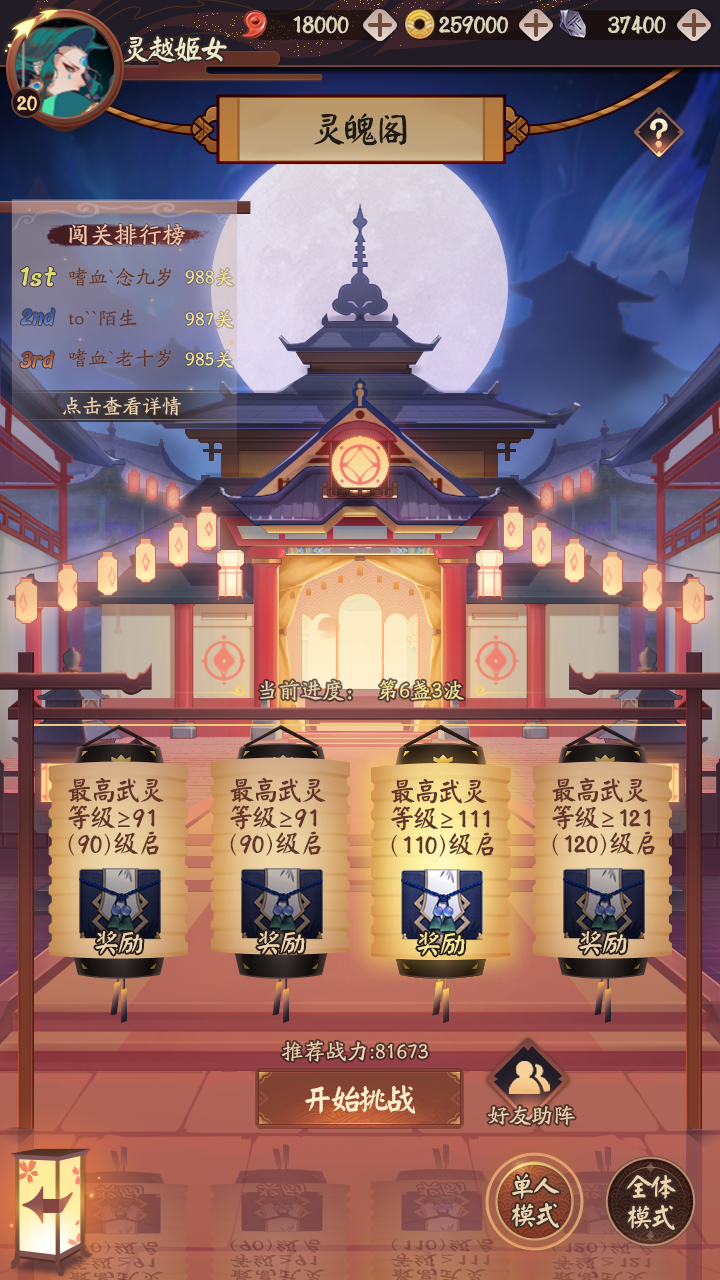 灵越姬女
18000
259000
37400
20
灵魄阁
?
闯关排行榜
1st 嗜血`念九岁 988关
2nd to``陌生 987关
3rd 嗜血`老十岁 985关
点击查看详情
当前进度： 第6盏3波
最高武灵
等级≥91
(90)级启
奖励
最高武灵
等级≥91
(90)级启
奖励
最高武灵
等级≥111
(110)级启
奖励
最高武灵
等级≥121
(120)级启
奖励
推荐战力:81673
开始挑战
好友助阵
单人
模式
全体
模式